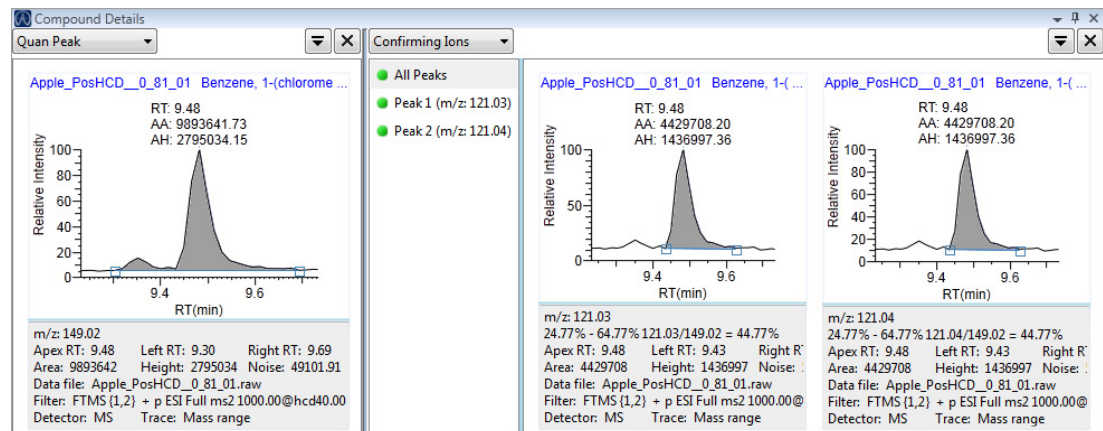 Compound Details
Quan Peak
Confirming Ions
Apple_PosHCD__0_81_01 Benzene, 1-(chlorome ...
RT: 9.48
AA: 9893641.73
AH: 2795034.15
100
80
60
40
20
0
Relative Intensity
9.4 9.6
RT(min)
m/z: 149.02
Apex RT: 9.48 Left RT: 9.30 Right RT: 9.69
Area: 9893642 Height: 2795034 Noise: 49101.91
Data file: Apple_PosHCD__0_81_01.raw
Filter: FTMS {1,2} + p ESI Full ms2 1000.00@hcd40.00
Detector: MS Trace: Mass range
All Peaks
Peak 1 (m/z: 121.03)
Peak 2 (m/z: 121.04)
Apple_PosHCD__0_81_01 Benzene, 1-( ...
RT: 9.48
AA: 4429708.20
AH: 1436997.36
100
50
0
Relative Intensity
9.4 9.6
RT(min)
m/z: 121.03
24.77% - 64.77% 121.03/149.02 = 44.77%
Apex RT: 9.48 Left RT: 9.43 Right
Area: 4429708 Height: 1436997 Noise:
Data file: Apple_PosHCD__0_81_01.raw
Filter: FTMS {1,2} + p ESI Full ms2 1000.00@
Detector: MS Trace: Mass range
Apple_PosHCD__0_81_01 Benzene, 1-( ...
RT: 9.48
AA: 4429708.20
AH: 1436997.36
100
80
60
40
20
0
Relative Intensity
9.4 9.6
RT(min)
m/z: 121.04
24.77% - 64.77% 121.04/149.02 = 44.77%
Apex RT: 9.48 Left RT: 9.43 Right
Area: 4429708 Height: 1436997 Noise:
Data file: Apple_PosHCD__0_81_01.raw
Filter: FTMS {1,2} + p ESI Full ms2 1000.00@
Detector: MS Trace: Mass range